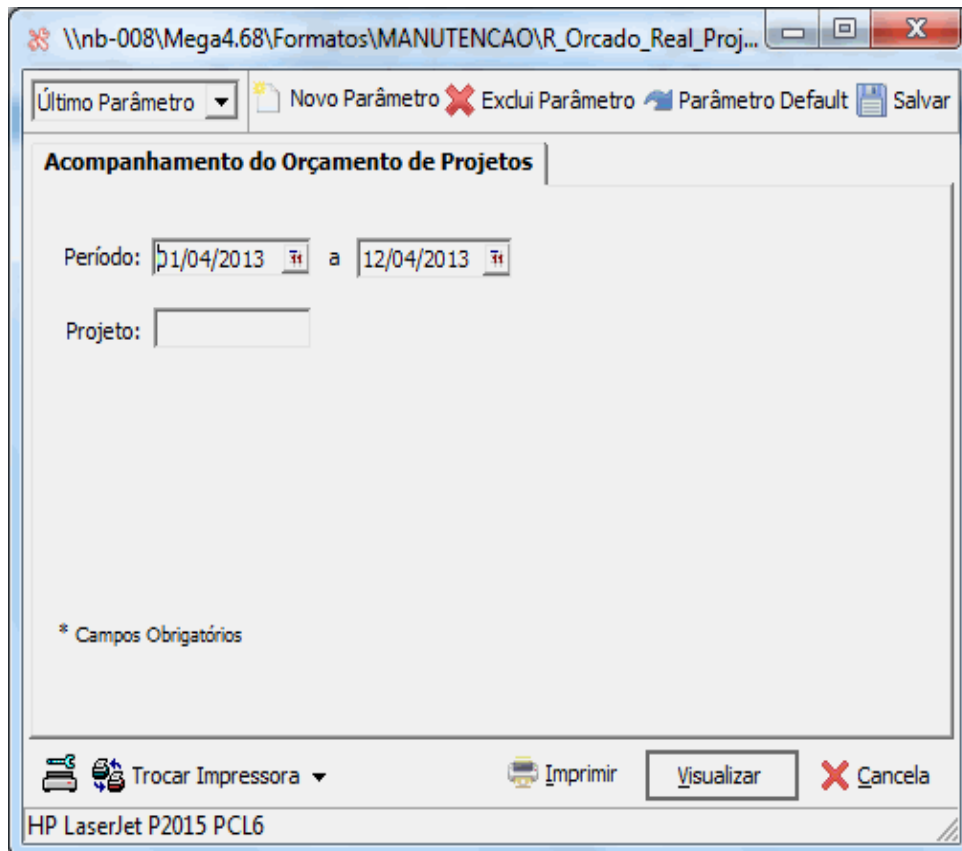 \\nb-008\Mega4.68\Formatos\MANUTENCAO\R_Orcado_Real_Proj...
Último Parâmetro Novo Parâmetro Exclui Parâmetro Parâmetro Default Salvar
Acompanhamento do Orçamento de Projetos
Período: 01/04/2013 a 12/04/2013
Projeto:
* Campos Obrigatórios
Trocar Impressora Imprimir Visualizar Cancela
HP LaserJet P2015 PCL6